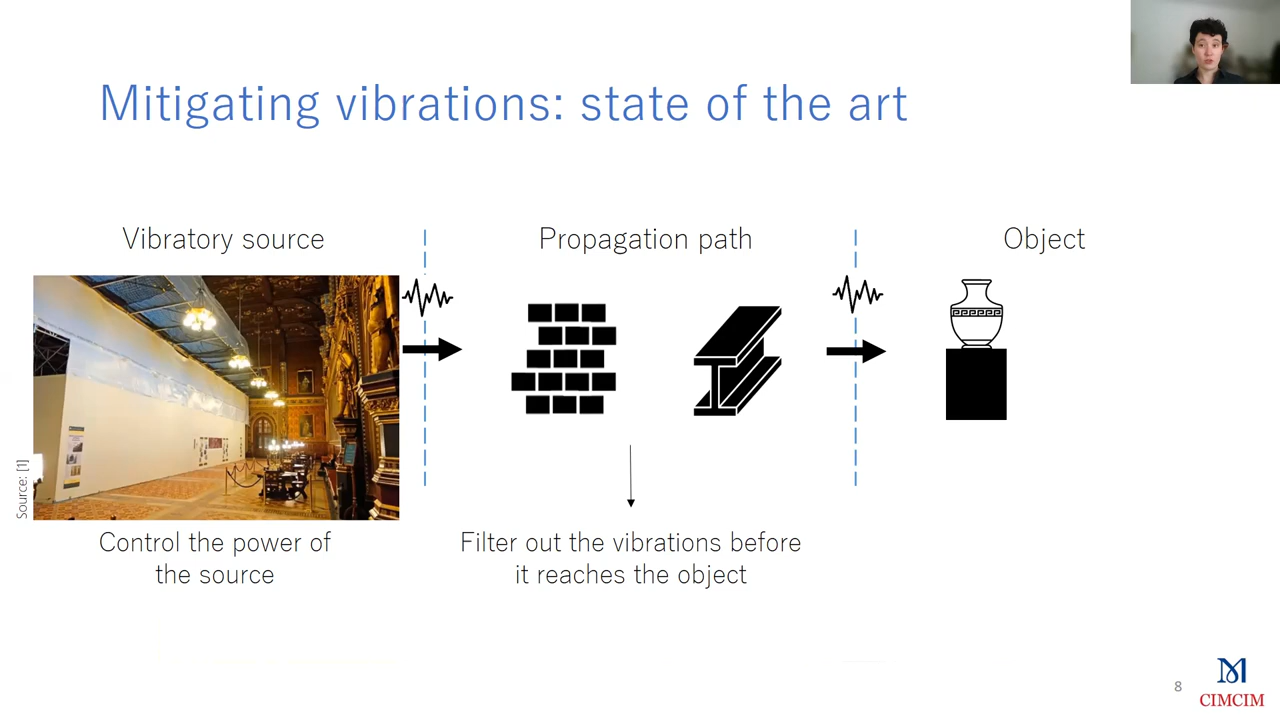 Mitigating vibrations: state of the art
Vibratory source
Propagation path
Object
Source: [1]
Control the power of
the source
Filter out the vibrations before
it reaches the object
8
CIMCIM